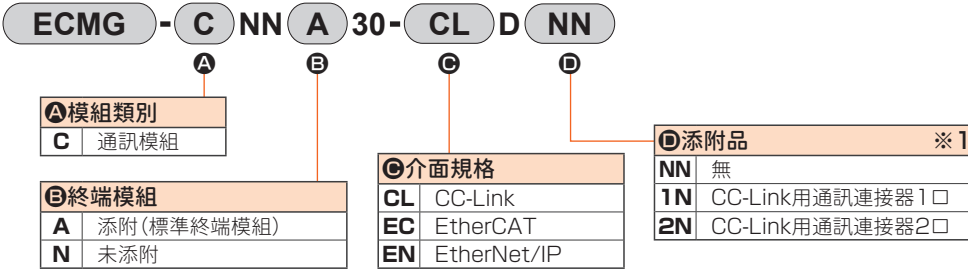 ECMG - C NN A 30 - CL D NN
A B C D
A模組類別
C 通訊模組
B終端模組
A 添附(標準終端模組)
N 未添附
C介面規格
CL CC-Link
EC EtherCAT
EN EtherNet/IP
D添附品 ※1
NN 無
1N CC-Link用通訊連接器1口
2N CC-Link用通訊連接器2口